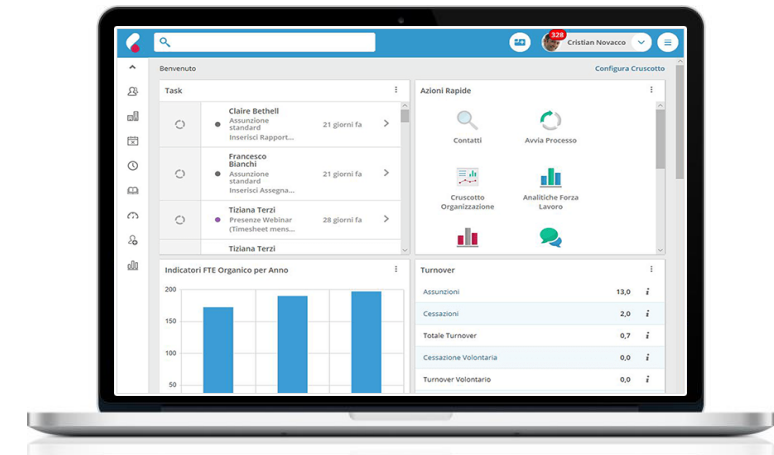 328
Cristian Novacco
Benvenuto
Configura Cruscotto
Task
Claire Bethell
Assunzione
standard
Inserisci Rapport...
21 giorni fa
Francesco
Bianchi
Assunzione
standard
Inserisci Assegna...
21 giorni fa
Tiziana Terzi
Presenze Webinar
(Timesheet mens...
28 giorni fa
Tiziana Terzi
Azioni Rapide
Contatti
Avvia Processo
Cruscotto
Organizzazione
Analitiche Forza
Lavoro
Indicatori FTE Organico per Anno
200
150
100
50
Turnover
Assunzioni 13,0 i
Cessazioni 2,0 i
Totale Turnover 0,7 i
Cessazione Volontaria 0,0 i
Turnover Volontario 0,0 i